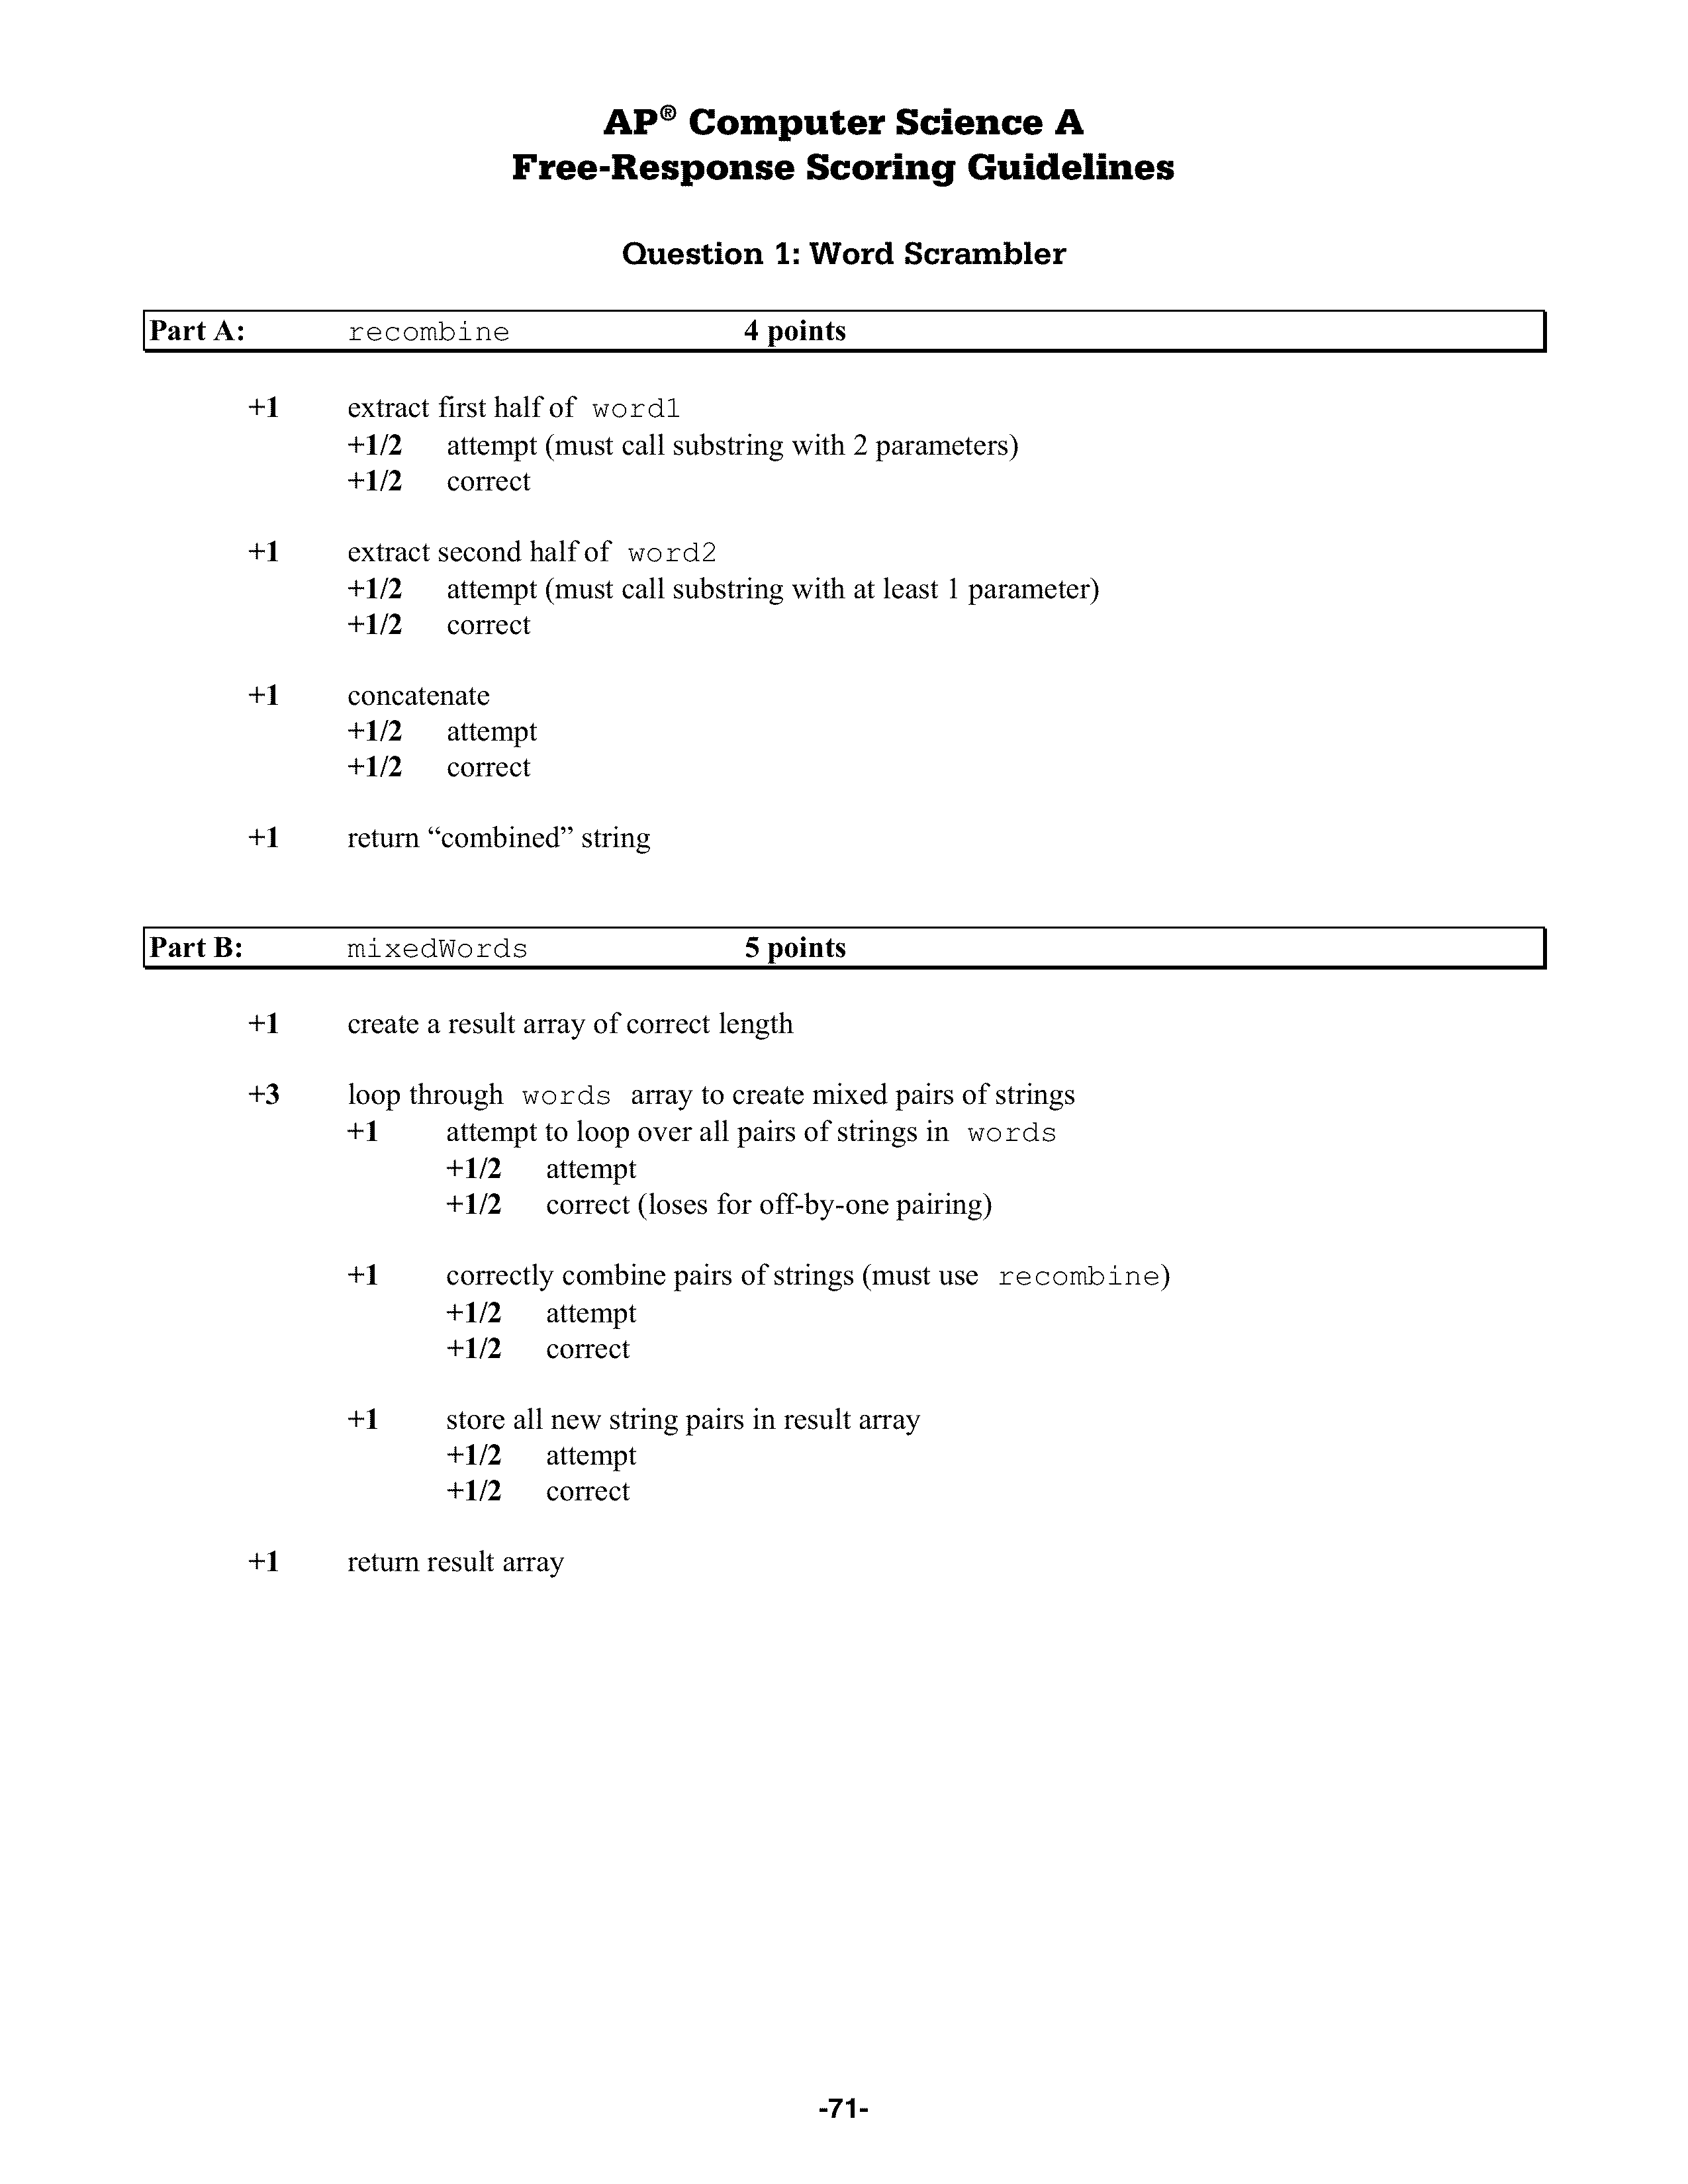 AP® Computer Science A
Free-Response Scoring Guidelines
Question 1: Word Scrambler
Part A: recombine 4 points
+1 extract first half of word1
+1/2 attempt (must call substring with 2 parameters)
+1/2 correct
+1 extract second half of word2
+1/2 attempt (must call substring with at least 1 parameter)
+1/2 correct
+1 concatenate
+1/2 attempt
+1/2 correct
+1 return “combined” string
Part B: mixedWords 5 points
+1 create a result array of correct length
+3 loop through words array to create mixed pairs of strings
+1 attempt to loop over all pairs of strings in words
+1/2 attempt
+1/2 correct (loses for off-by-one pairing)
+1 correctly combine pairs of strings (must use recombine)
+1/2 attempt
+1/2 correct
+1 store all new string pairs in result array
+1/2 attempt
+1/2 correct
+1 return result array
-71-